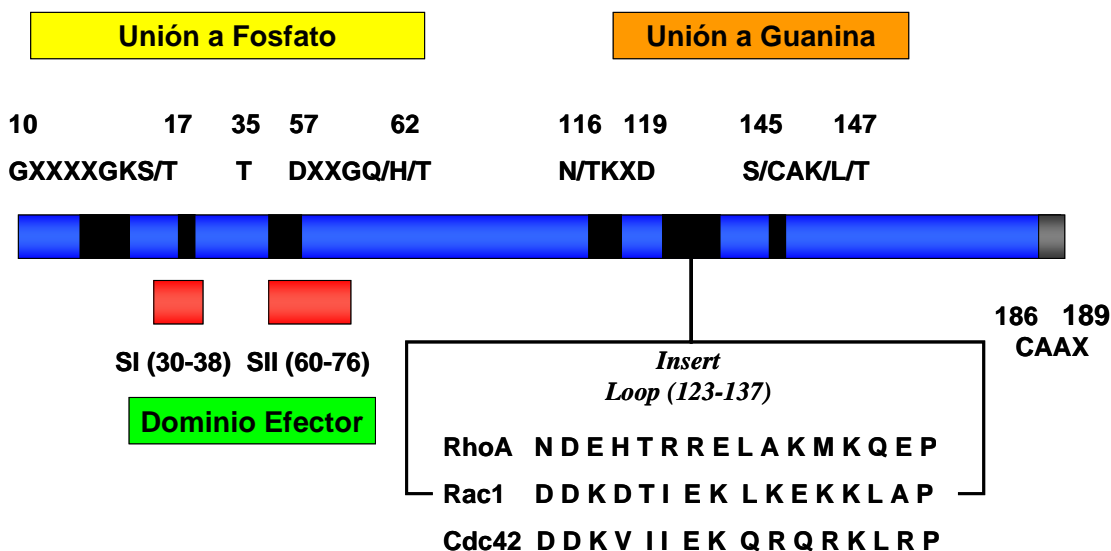 Unión a Fosfato Unión a Guanina
10 17 35 57 62 116 119 145 147
GXXXXGKS/T T DXXGQ/H/T N/TKXD S/CAK/L/T
186 189
CAAX
SI (30-38) SII (60-76)
Dominio Efector
Insert
Loop (123-137)
RhoA N D E H T R R E L A K M K Q E P
Rac1 D D K D T I E K L K E K K L A P
Cdc42 D D K V I I E K Q R Q R K L R P